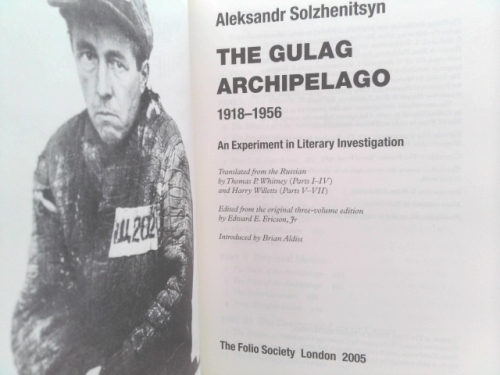 Щ 262
Aleksandr Solzhenitsyn
THE GULAG
ARCHIPELAGO
1918–1956
An Experiment in Literary Investigation
Translated from the Russian
by Thomas P. Whitney (Parts I–IV)
and Harry Willetts (Parts V–VII)
Edited from the original three-volume edition
by Edward E. Ericson, Jr
Introduced by Brian Aldiss
The Folio Society London 2005